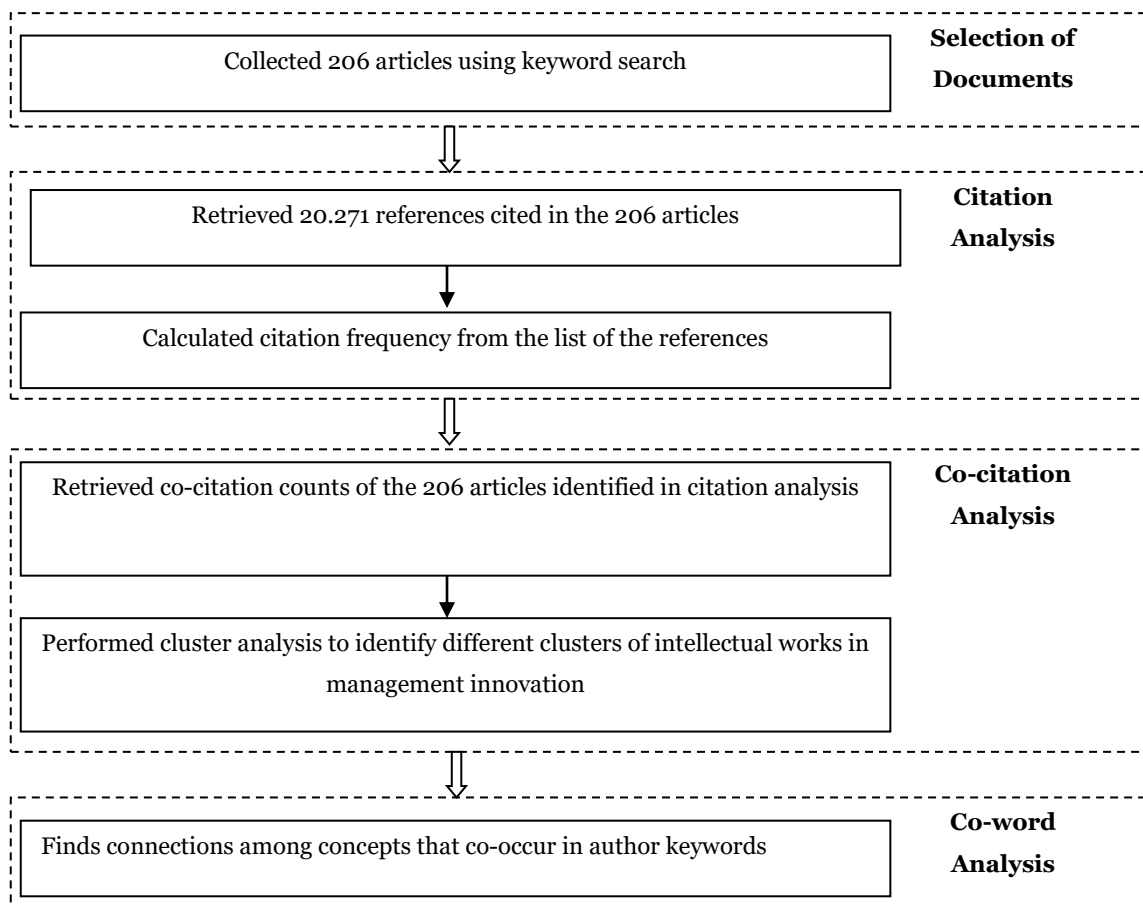 Collected 206 articles using keyword search
Selection of
Documents
Retrieved 20.271 references cited in the 206 articles
Citation
Analysis
Calculated citation frequency from the list of the references
Retrieved co-citation counts of the 206 articles identified in citation analysis
Co-citation
Analysis
Performed cluster analysis to identify different clusters of intellectual works in
management innovation
Finds connections among concepts that co-occur in author keywords
Co-word
Analysis